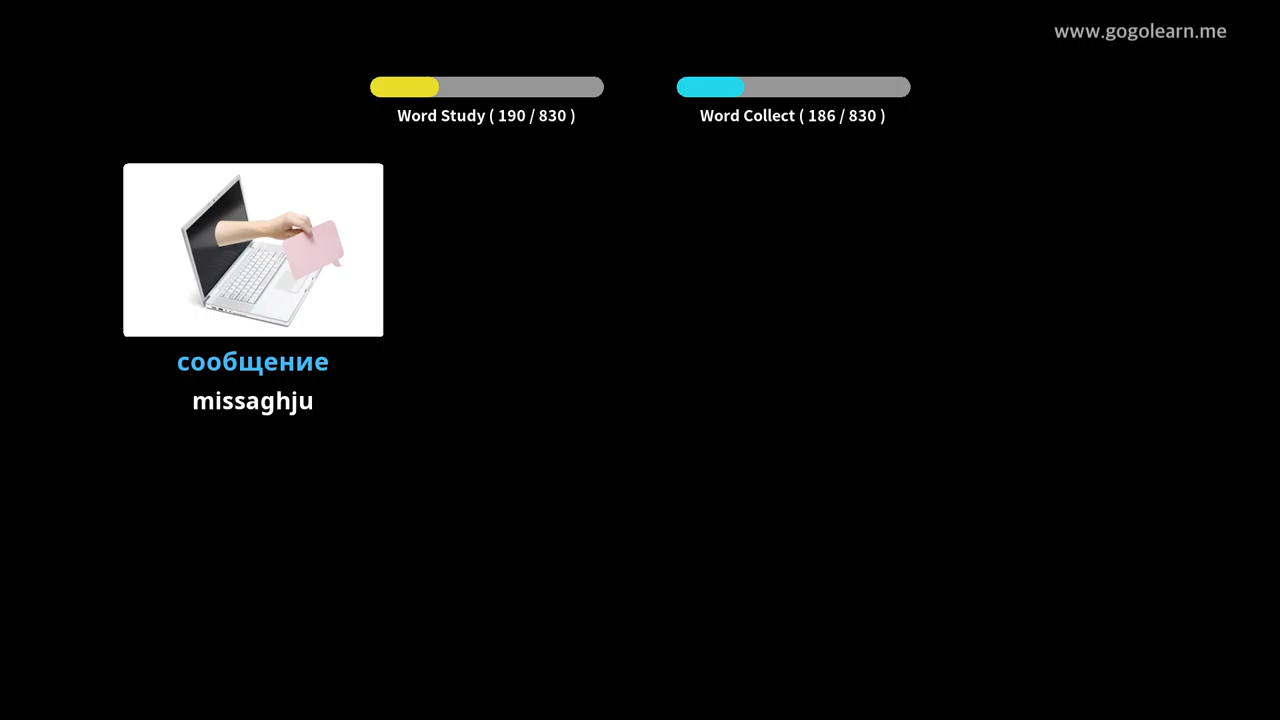 www.gogolearn.me
Word Study ( 190 / 830 )
Word Collect ( 186 / 830 )
сообщение
missaghju